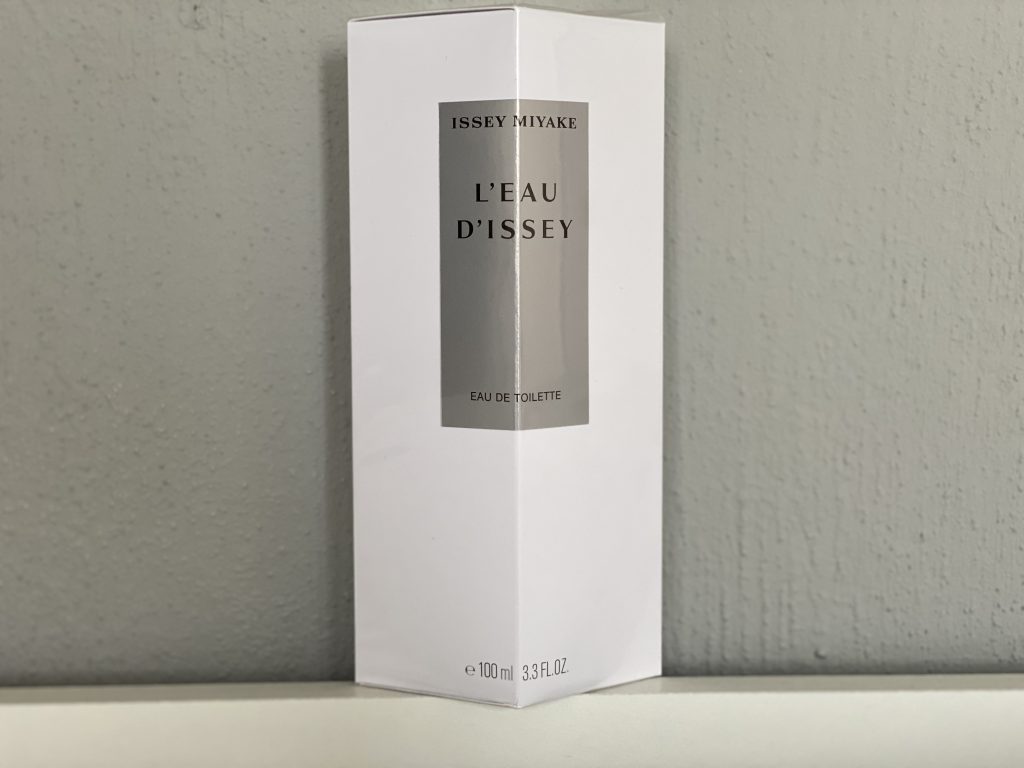 ISSEY MIYAKE
L'EAU
D'ISSEY
EAU DE TOILETTE
℮ 100 ml 3.3 FL.OZ.